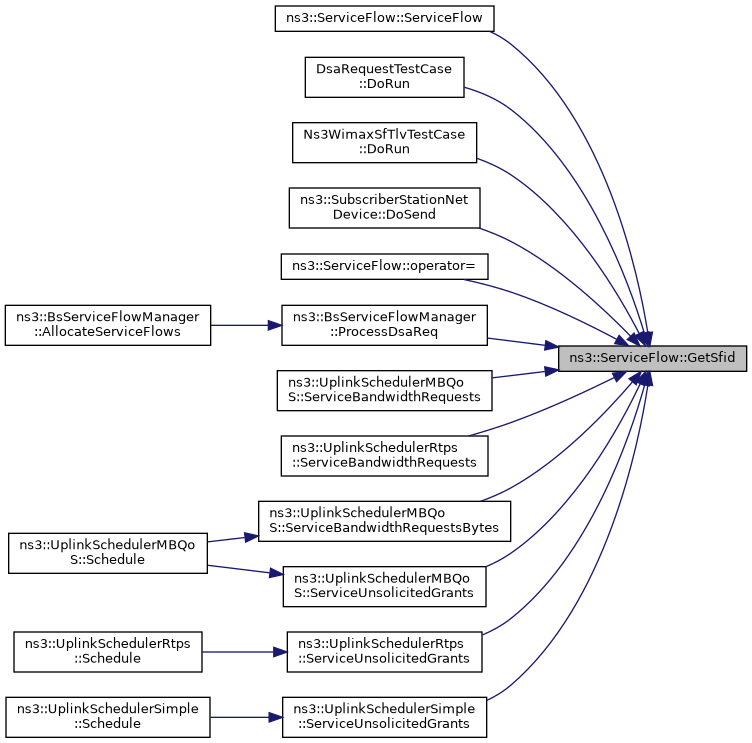 ns3::ServiceFlow::ServiceFlow
DsaRequestTestCase
::DoRun
Ns3WimaxSfTlvTestCase
::DoRun
ns3::SubscriberStationNet
Device::DoSend
ns3::ServiceFlow::operator=
ns3::BsServiceFlowManager
::AllocateServiceFlows
ns3::BsServiceFlowManager
::ProcessDsaReq
ns3::ServiceFlow::GetSfid
ns3::UplinkSchedulerMBQo
S::ServiceBandwidthRequests
ns3::UplinkSchedulerRtps
::ServiceBandwidthRequests
ns3::UplinkSchedulerMBQo
S::ServiceBandwidthRequestsBytes
ns3::UplinkSchedulerMBQo
S::Schedule
ns3::UplinkSchedulerMBQo
S::ServiceUnsolicitedGrants
ns3::UplinkSchedulerRtps
::Schedule
ns3::UplinkSchedulerRtps
::ServiceUnsolicitedGrants
ns3::UplinkSchedulerSimple
::Schedule
ns3::UplinkSchedulerSimple
::ServiceUnsolicitedGrants